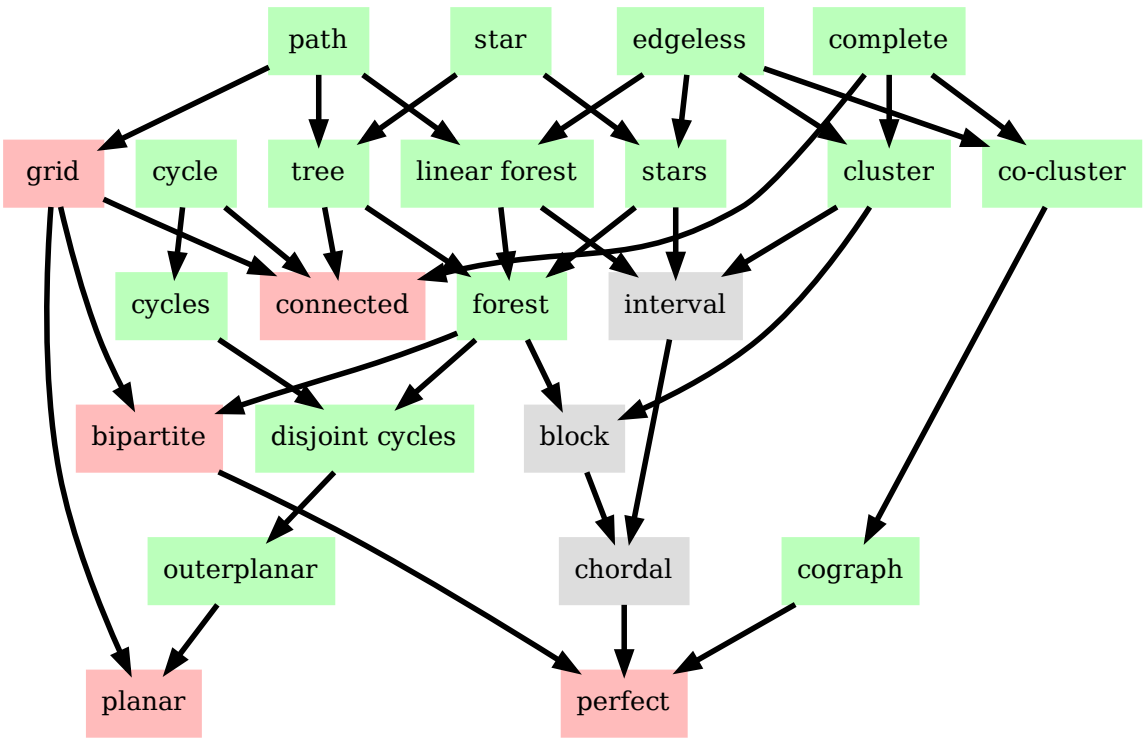 path
star
edgeless
complete
grid
cycle
tree
linear forest
stars
cluster
co-cluster
cycles
connected
forest
interval
bipartite
disjoint cycles
block
outerplanar
chordal
cograph
planar
perfect